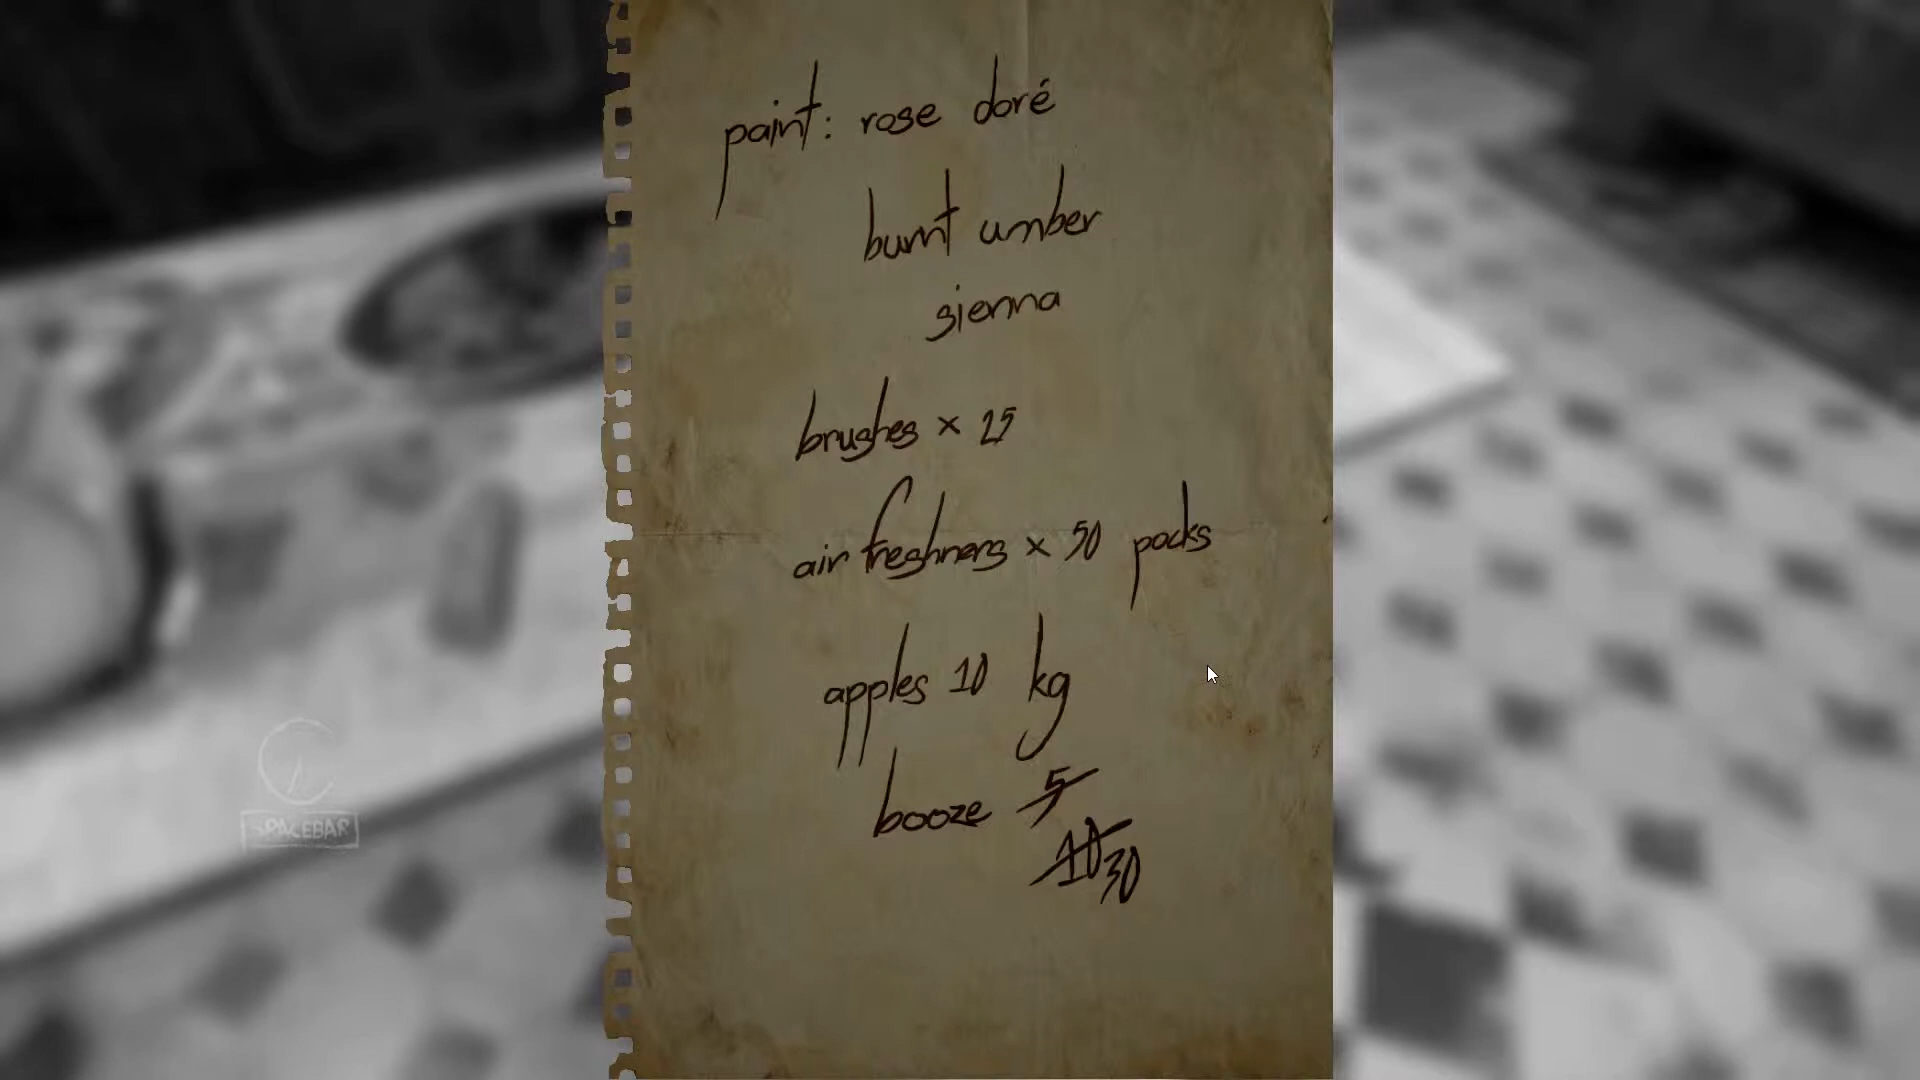 paint: rose doré
burnt umber
sienna
brushes × 25
air freshners × 50 packs
apples 10 kg
booze 5
10 30
SPACEBAR